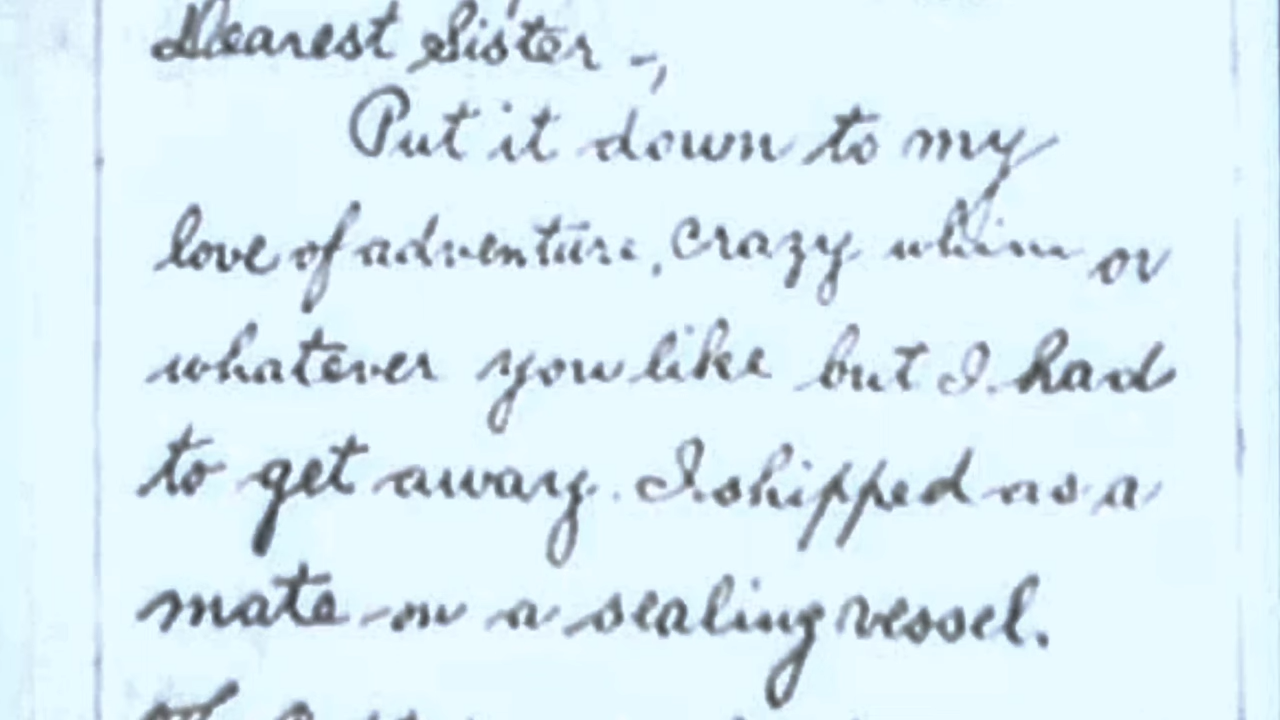 Dearest Sister -,
Put it down to my
love of adventure, crazy whim or
whatever you like but I had
to get away. I shipped as a
mate on a sealing vessel.